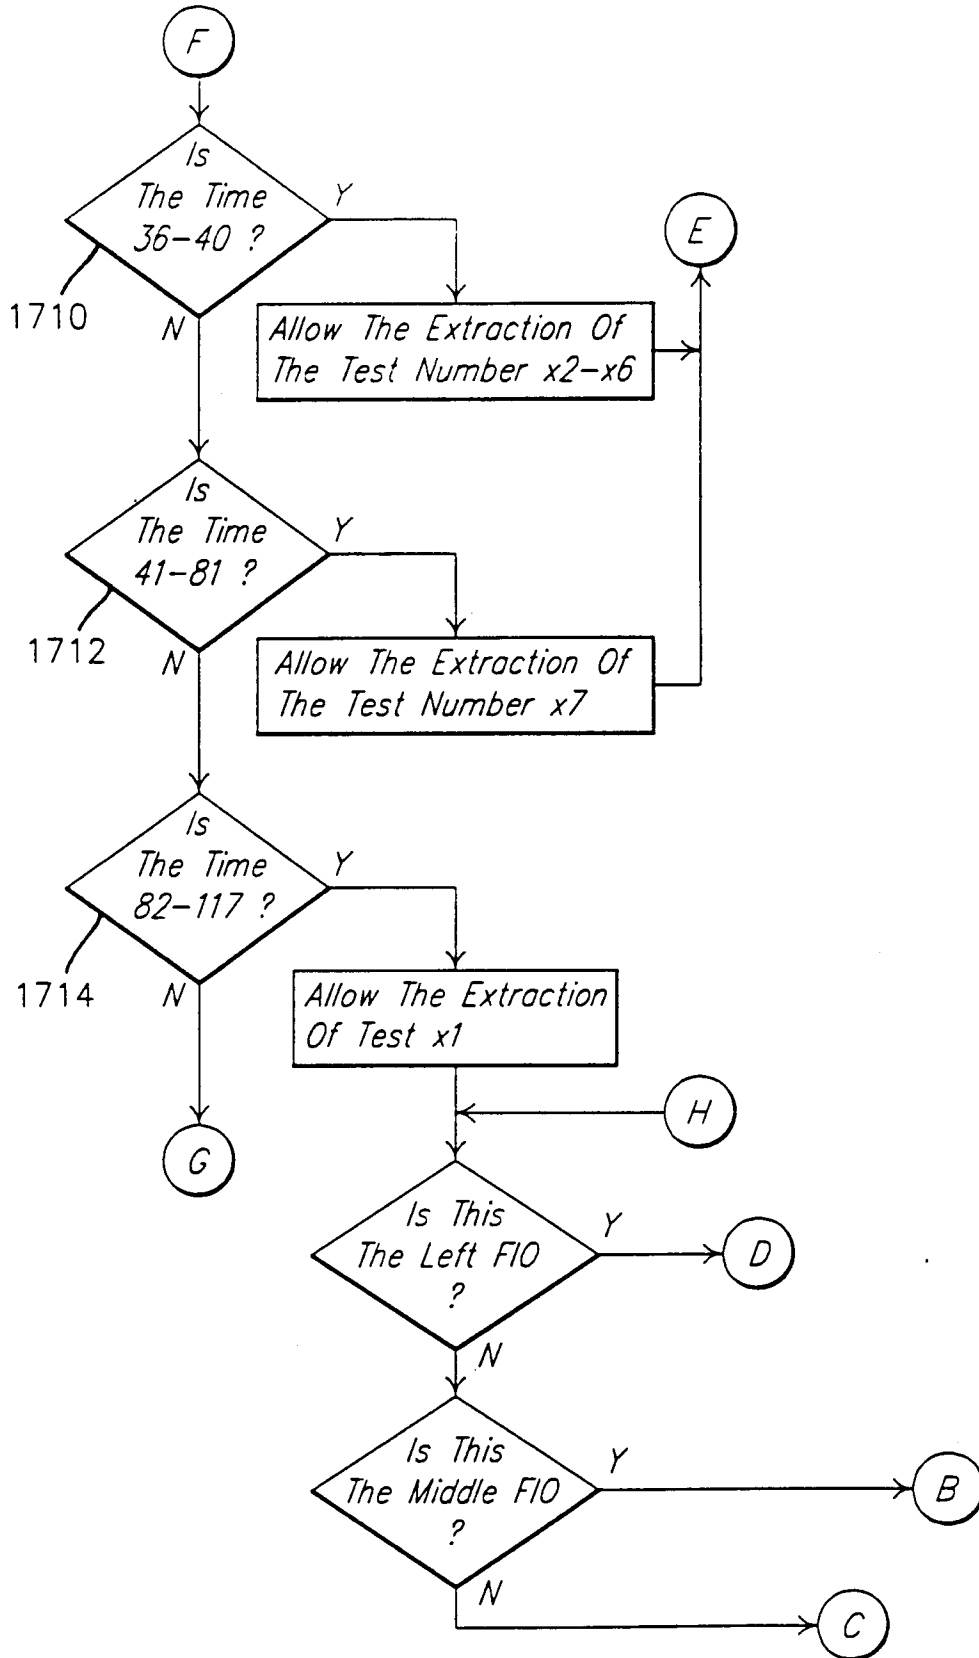 F
Is
The Time
36-40 ?
Y
1710
N
E
Allow The Extraction Of
The Test Number x2-x6
Is
The Time
41-81 ?
Y
1712
N
Allow The Extraction Of
The Test Number x7
Is
The Time
82-117 ?
Y
1714
N
Allow The Extraction
Of Test x1
H
G
Is This
The Left FIO
?
Y
D
N
Is This
The Middle FIO
?
Y
B
N
C